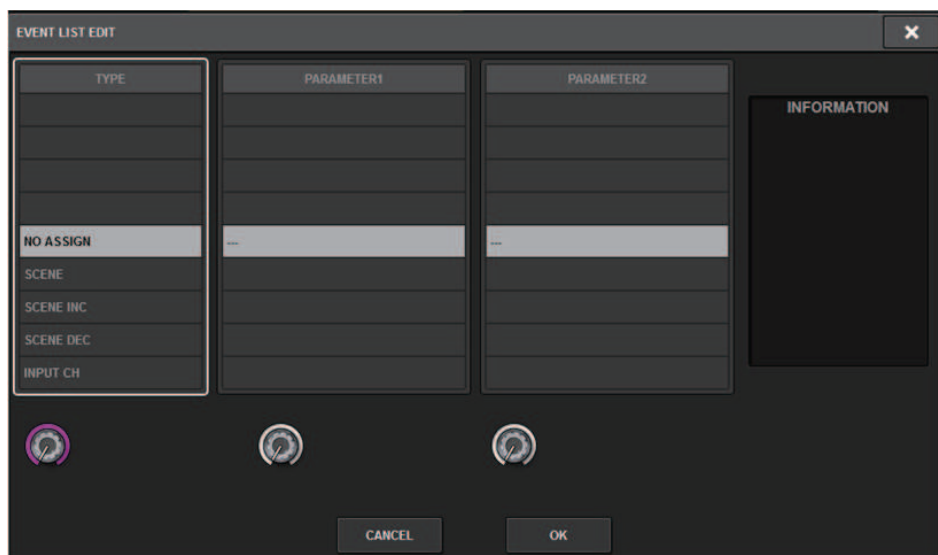 EVENT LIST EDIT
×
TYPE
PARAMETER1
PARAMETER2
INFORMATION
NO ASSIGN
---
---
SCENE
SCENE INC
SCENE DEC
INPUT CH
CANCEL
OK